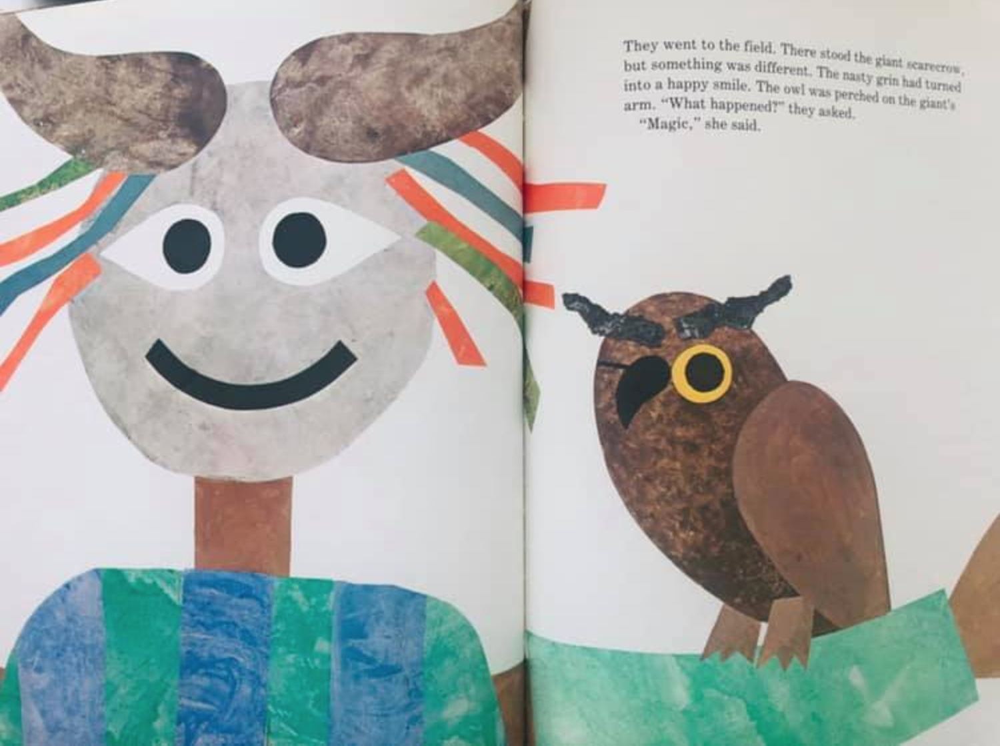 They went to the field. There stood the giant scarecrow,
but something was different. The nasty grin had turned
into a happy smile. The owl was perched on the giant's
arm. “What happened?” they asked.
“Magic,” she said.